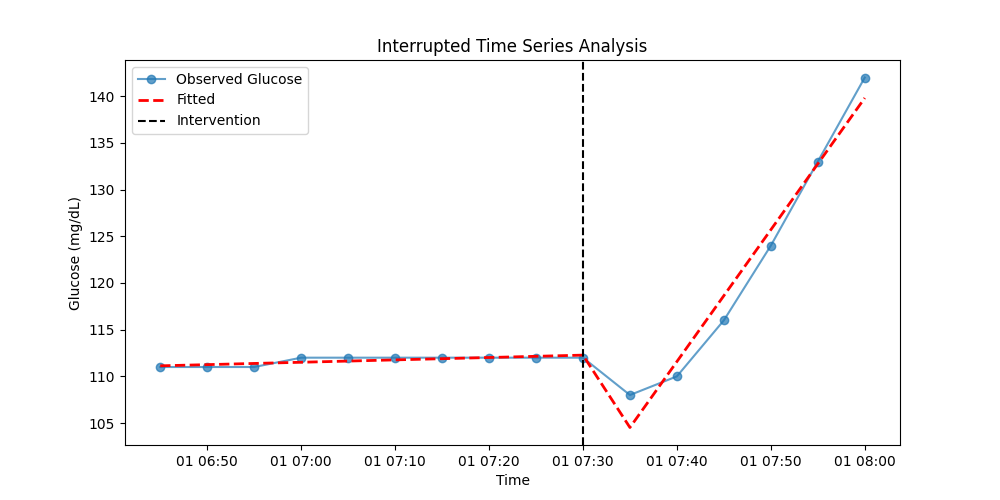 Interrupted Time Series Analysis
Observed Glucose
Fitted
Intervention
Glucose (mg/dL)
140
135
130
125
120
115
110
105
01 06:50 01 07:00 01 07:10 01 07:20 01 07:30 01 07:40 01 07:50 01 08:00
Time